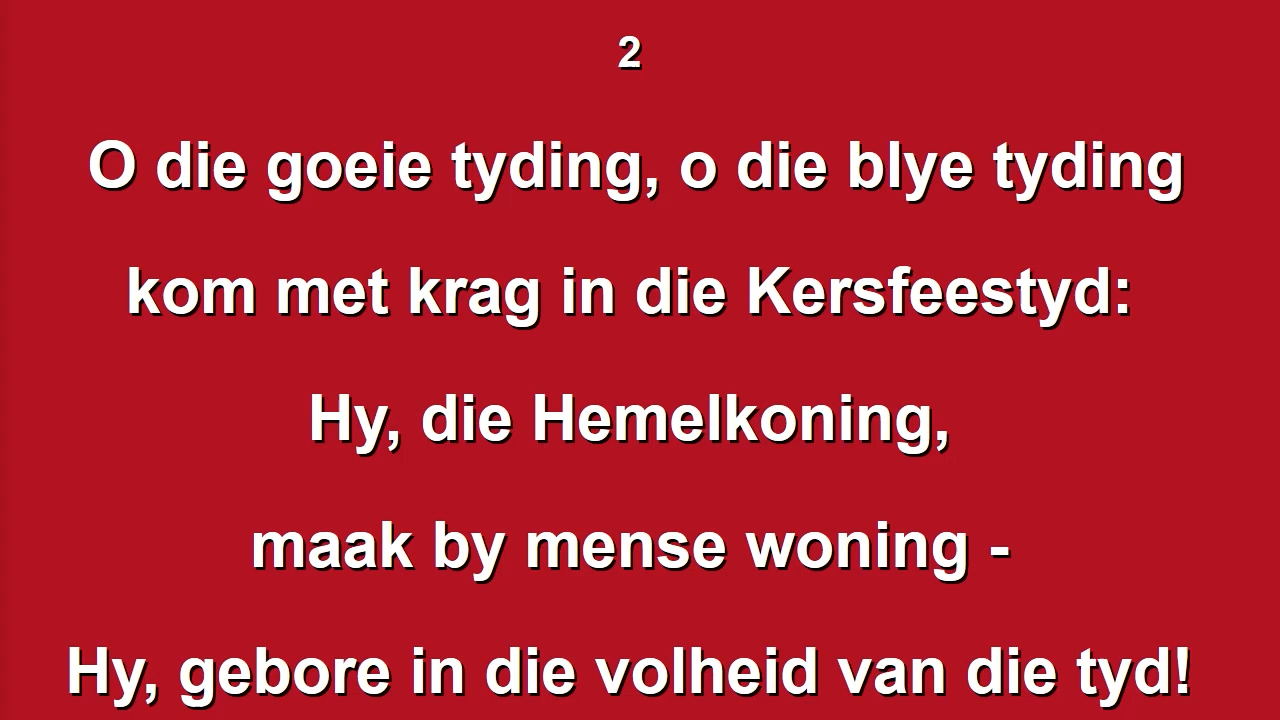 2
O die goeie tyding, o die blye tyding
kom met krag in die Kersfeestyd:
Hy, die Hemelkoning,
maak by mense woning -
Hy, gebore in die volheid van die tyd!